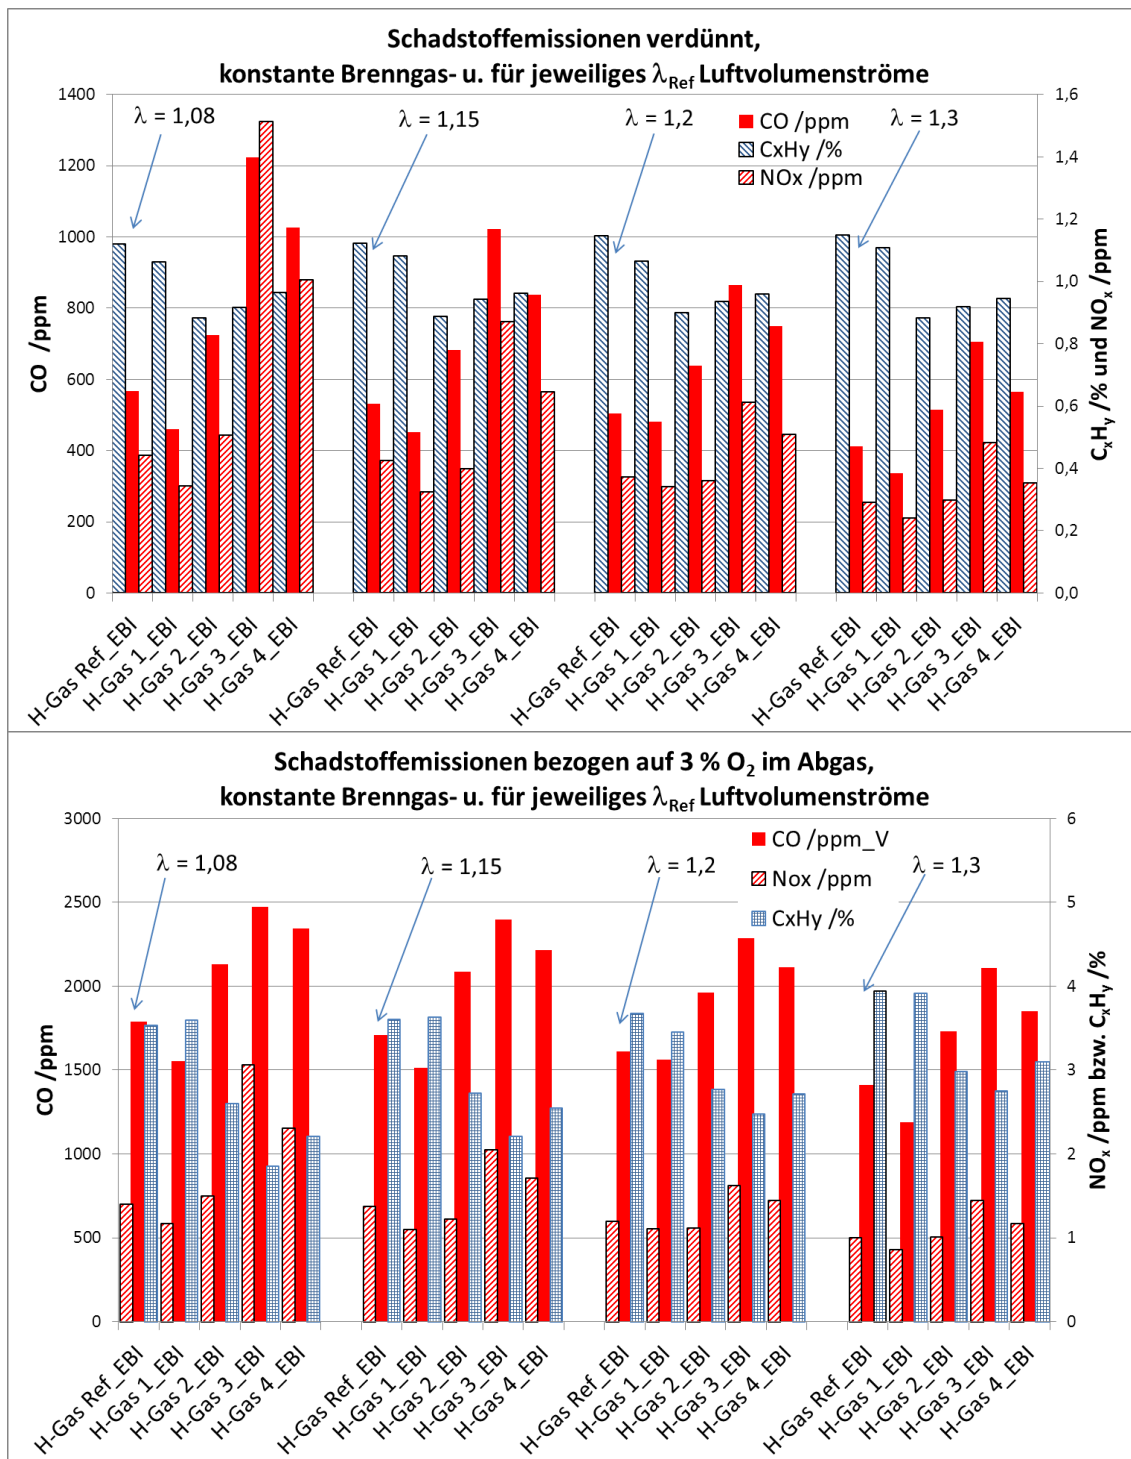 Schadstoffemissionen verdünnt,
konstante Brenngas- u. für jeweiliges λRef Luftvolumenströme
1400
1200
1000
800
600
400
200
0
CO /ppm
1,6
1,4
1,2
1,0
0,8
0,6
0,4
0,2
0,0
CxHy /% und NOx /ppm
λ = 1,08
λ = 1,15
λ = 1,2
λ = 1,3
CO /ppm
CxHy /%
NOx /ppm
H-Gas Ref_EBI
H-Gas 1_EBI
H-Gas 2_EBI
H-Gas 3_EBI
H-Gas 4_EBI
H-Gas Ref_EBI
H-Gas 1_EBI
H-Gas 2_EBI
H-Gas 3_EBI
H-Gas 4_EBI
H-Gas Ref_EBI
H-Gas 1_EBI
H-Gas 2_EBI
H-Gas 3_EBI
H-Gas 4_EBI
H-Gas Ref_EBI
H-Gas 1_EBI
H-Gas 2_EBI
H-Gas 3_EBI
H-Gas 4_EBI
Schadstoffemissionen bezogen auf 3 % O2 im Abgas,
konstante Brenngas- u. für jeweiliges λRef Luftvolumenströme
3000
2500
2000
1500
1000
500
0
CO /ppm
6
5
4
3
2
1
0
NOx /ppm bzw. CxHy /%
λ = 1,08
λ = 1,15
λ = 1,2
λ = 1,3
CO /ppm_V
Nox /ppm
CxHy /%
H-Gas Ref_EBI
H-Gas 1_EBI
H-Gas 2_EBI
H-Gas 3_EBI
H-Gas 4_EBI
H-Gas Ref_EBI
H-Gas 1_EBI
H-Gas 2_EBI
H-Gas 3_EBI
H-Gas 4_EBI
H-Gas Ref_EBI
H-Gas 1_EBI
H-Gas 2_EBI
H-Gas 3_EBI
H-Gas 4_EBI
H-Gas Ref_EBI
H-Gas 1_EBI
H-Gas 2_EBI
H-Gas 3_EBI
H-Gas 4_EBI